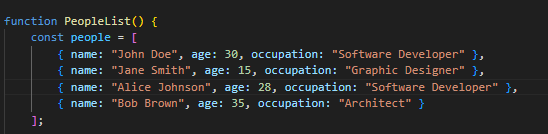 function PeopleList() {
const people = [
{ name: "John Doe", age: 30, occupation: "Software Developer" },
{ name: "Jane Smith", age: 15, occupation: "Graphic Designer" },
{ name: "Alice Johnson", age: 28, occupation: "Software Developer" },
{ name: "Bob Brown", age: 35, occupation: "Architect" }
];